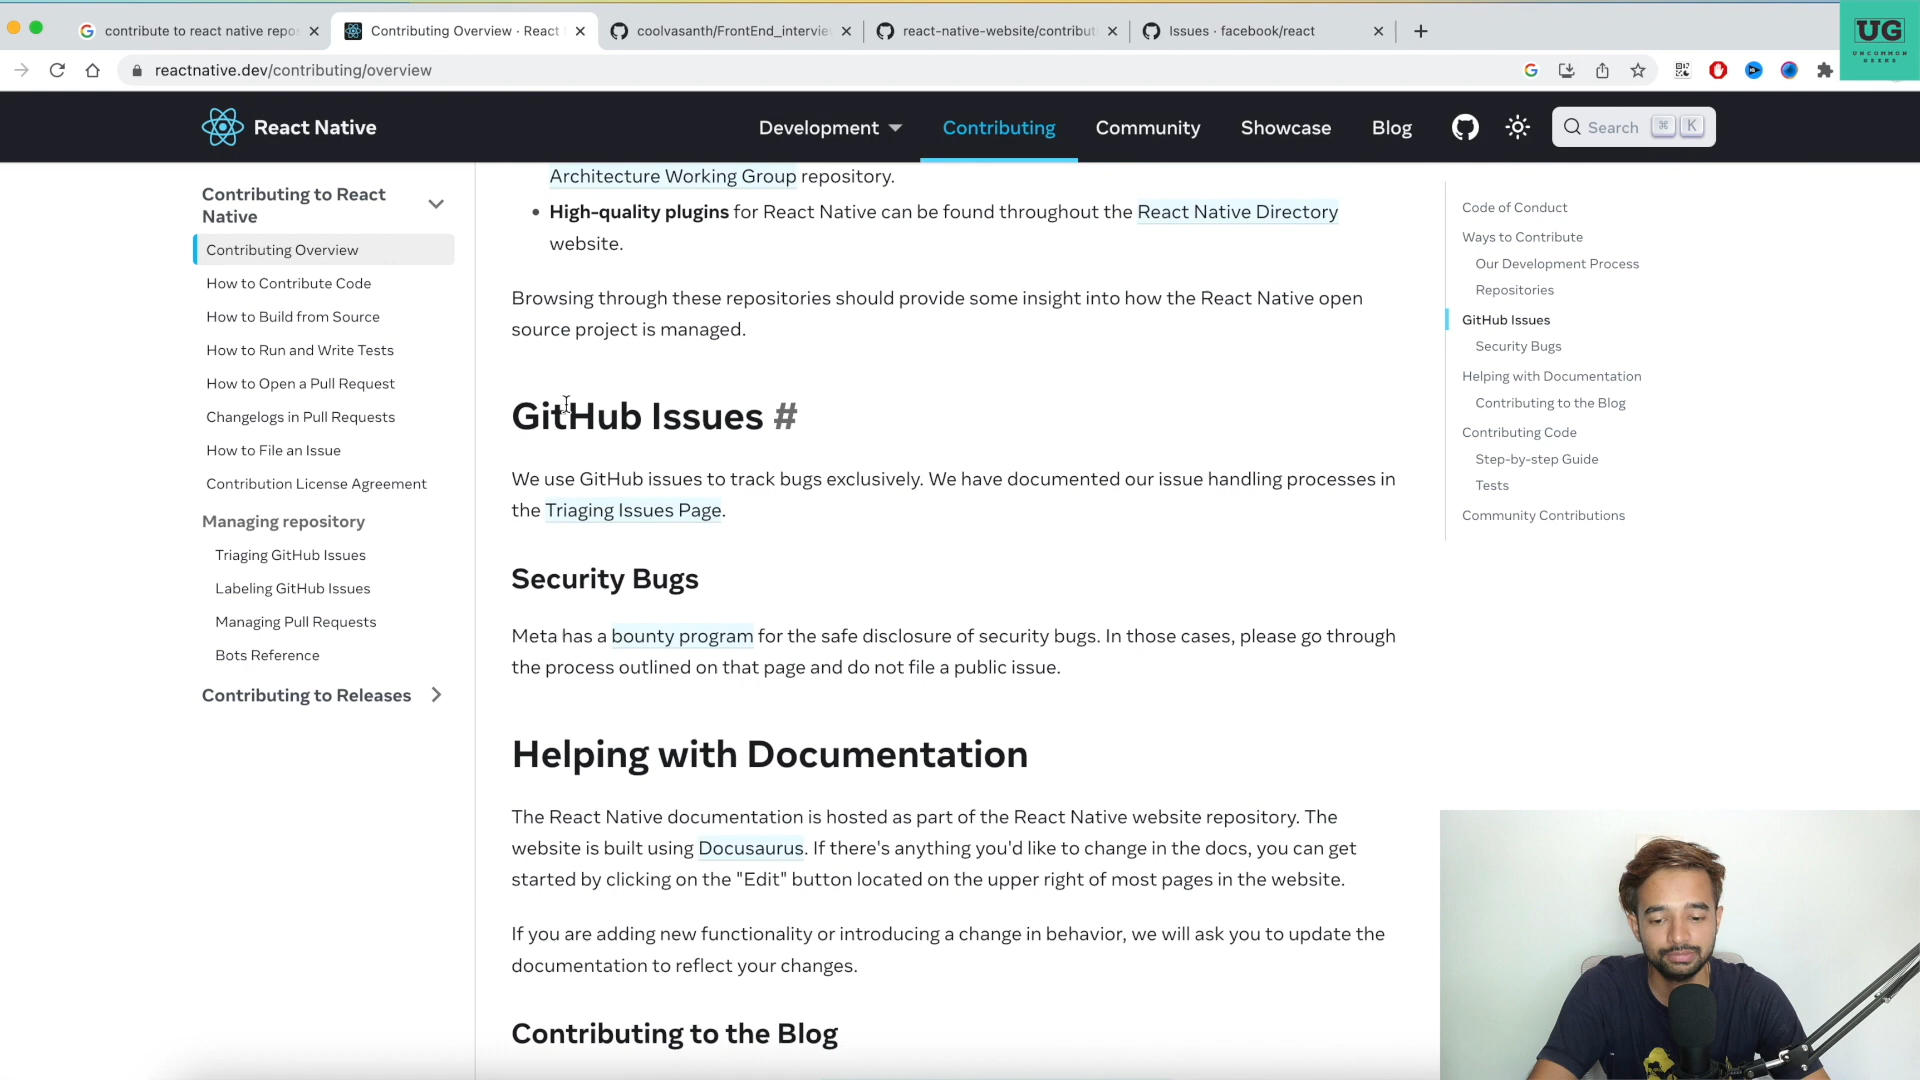 contribute to react native repos
Contributing Overview · React
coolvasanth/FrontEnd_intervie
react-native-website/contribut
Issues · facebook/react
UG
UNCOMMON
GEEKS
reactnative.dev/contributing/overview
React Native
Development
Contributing
Community
Showcase
Blog
Search ⌘ K
Contributing to React
Native
Contributing Overview
How to Contribute Code
How to Build from Source
How to Run and Write Tests
How to Open a Pull Request
Changelogs in Pull Requests
How to File an Issue
Contribution License Agreement
Managing repository
Triaging GitHub Issues
Labeling GitHub Issues
Managing Pull Requests
Bots Reference
Contributing to Releases
Architecture Working Group repository.
• High-quality plugins for React Native can be found throughout the React Native Directory
website.
Browsing through these repositories should provide some insight into how the React Native open
source project is managed.
GitHub Issues #
We use GitHub issues to track bugs exclusively. We have documented our issue handling processes in
the Triaging Issues Page.
Security Bugs
Meta has a bounty program for the safe disclosure of security bugs. In those cases, please go through
the process outlined on that page and do not file a public issue.
Helping with Documentation
The React Native documentation is hosted as part of the React Native website repository. The
website is built using Docusaurus. If there's anything you'd like to change in the docs, you can get
started by clicking on the "Edit" button located on the upper right of most pages in the website.
If you are adding new functionality or introducing a change in behavior, we will ask you to update the
documentation to reflect your changes.
Contributing to the Blog
Code of Conduct
Ways to Contribute
Our Development Process
Repositories
GitHub Issues
Security Bugs
Helping with Documentation
Contributing to the Blog
Contributing Code
Step-by-step Guide
Tests
Community Contributions